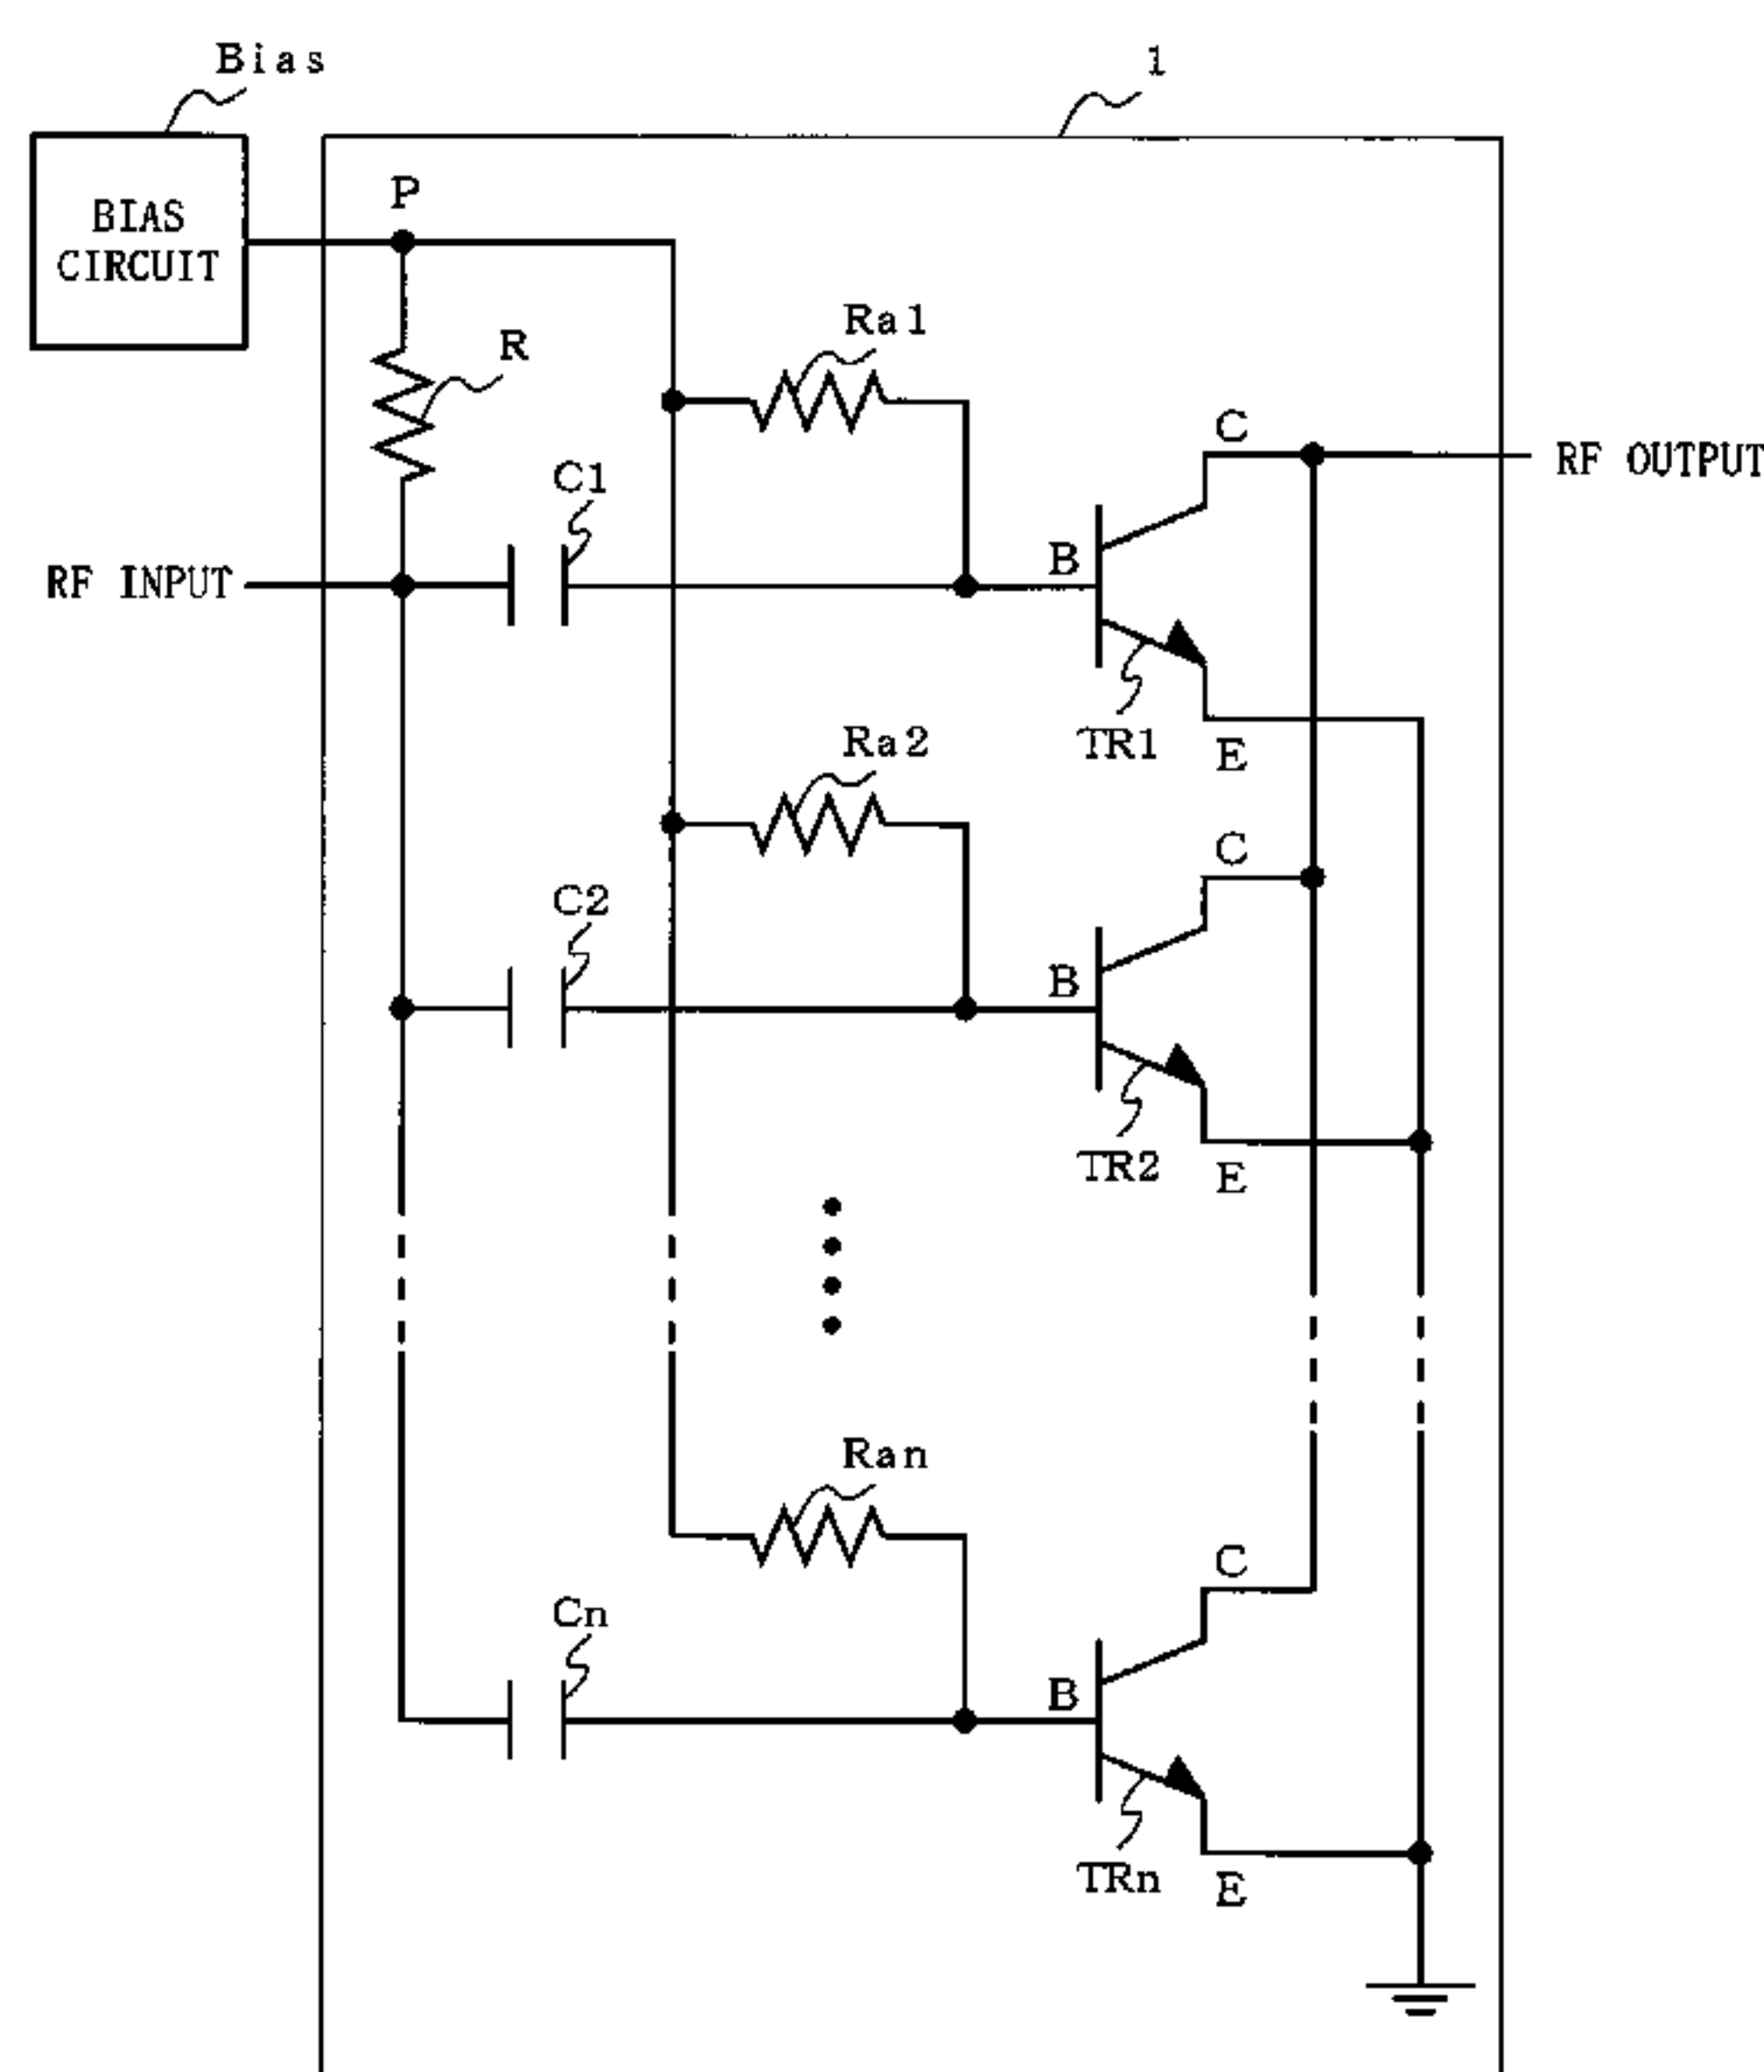 Bias
1
P
BIAS
CIRCUIT
Ra1
R
C
RF OUTPUT
C1
B
RF INPUT
TR1
E
Ra2
C
C2
B
TR2
E
Ran
C
Cn
B
TRn
E